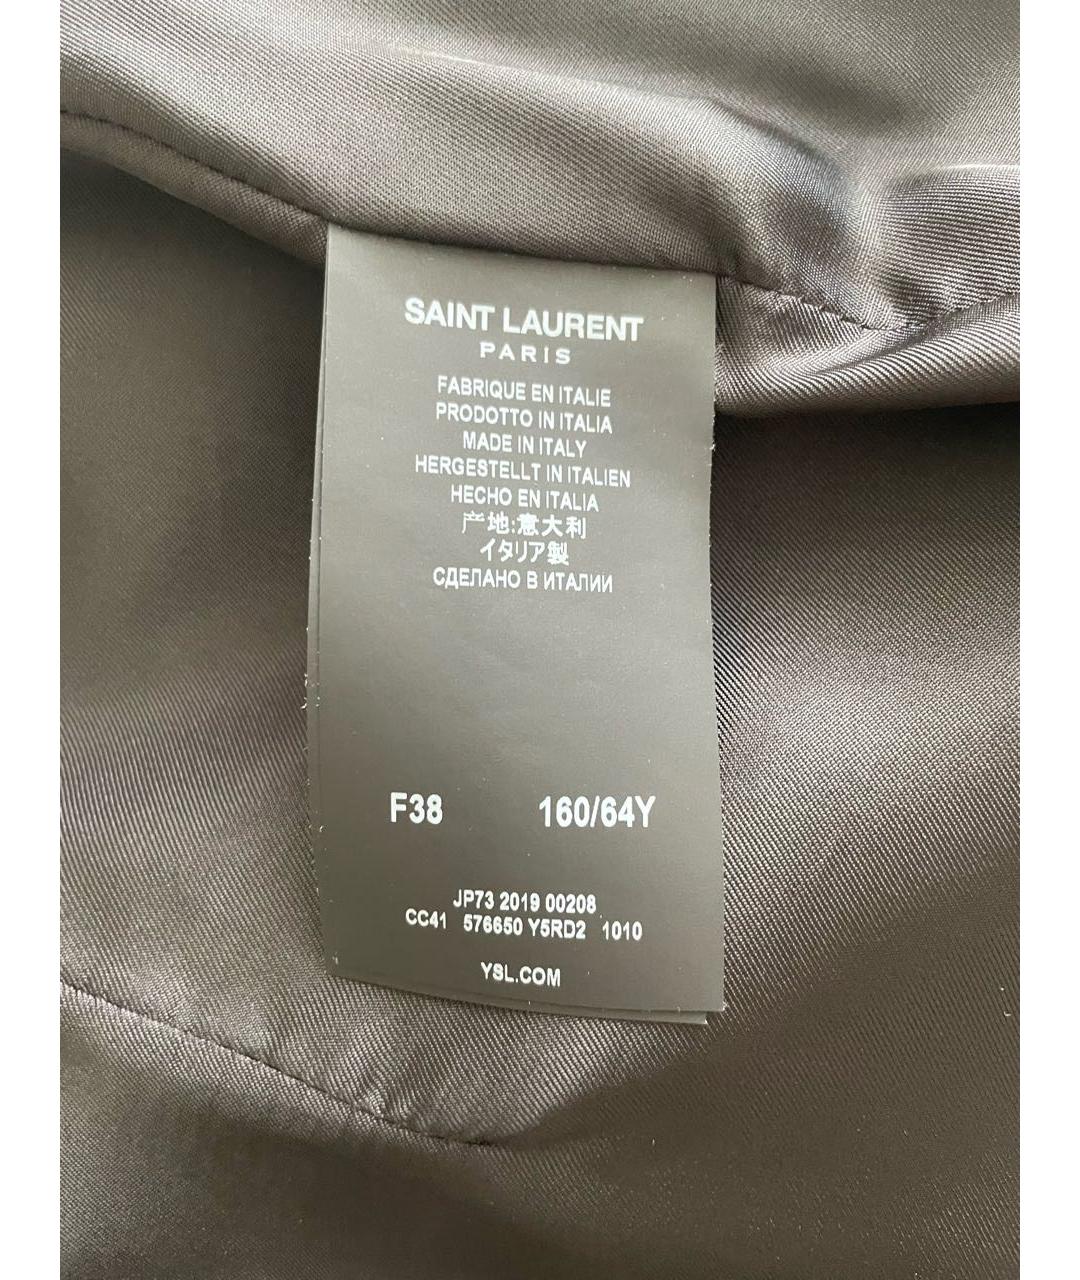 SAINT LAURENT
PARIS
FABRIQUE EN ITALIE
PRODOTTO IN ITALIA
MADE IN ITALY
HERGESTELLT IN ITALIEN
HECHO EN ITALIA
产地:意大利
イタリア製
СДЕЛАНО В ИТАЛИИ
F38 160/64Y
JP73 2019 00208
CC41 576650 Y5RD2 1010
YSL.COM